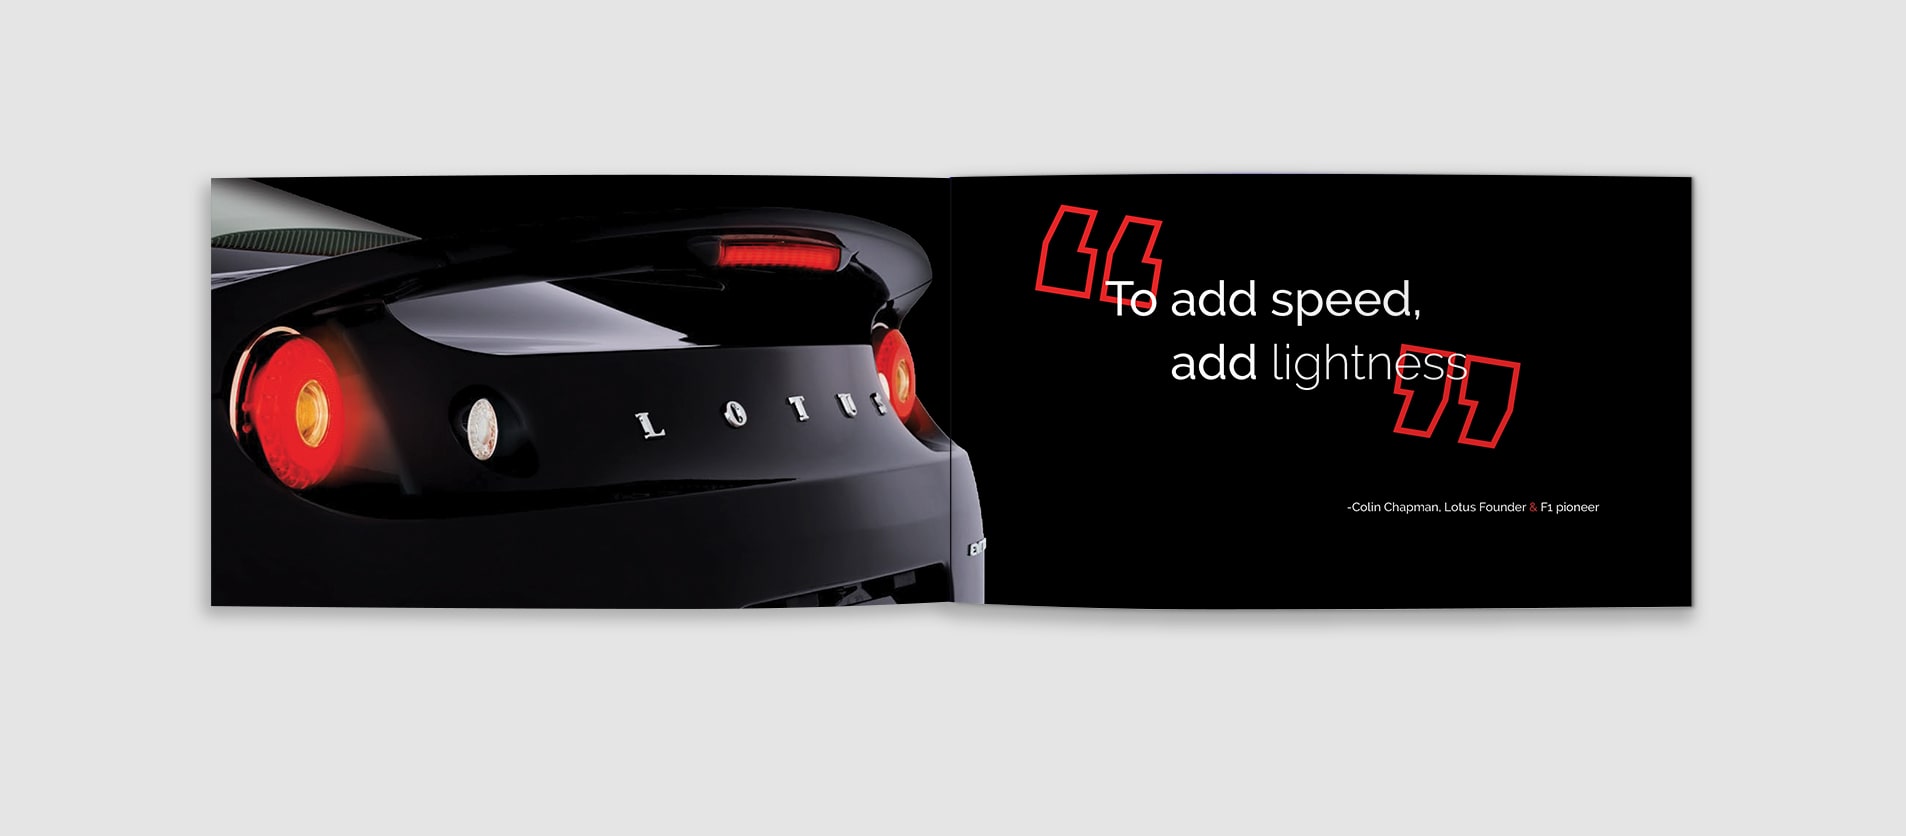 LOTUS
“To add speed,
add lightness”
-Colin Chapman, Lotus Founder & F1 pioneer